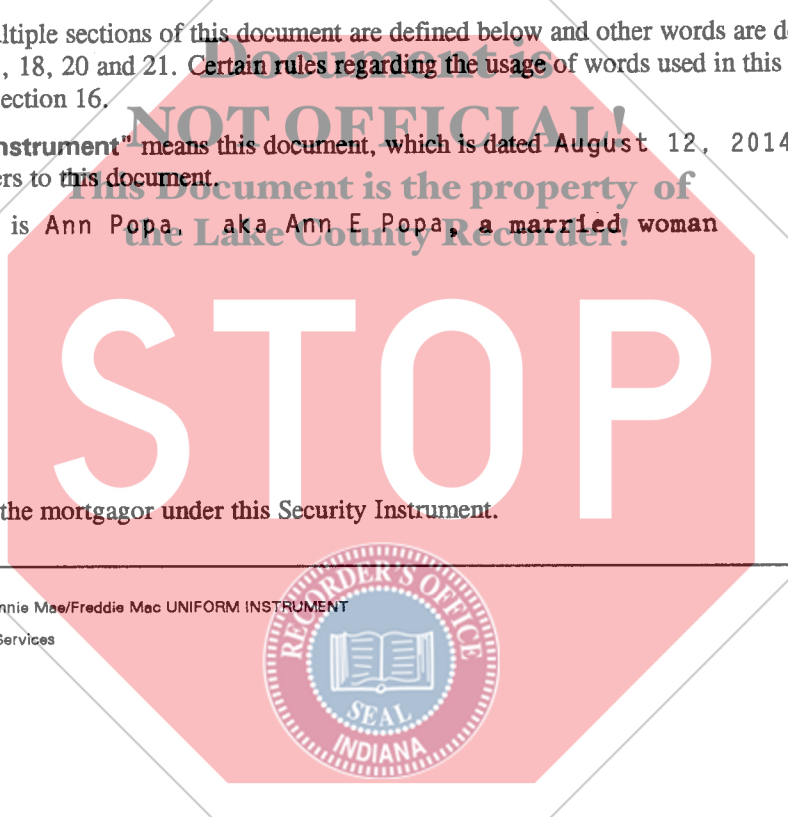 ltiple sections of this document are defined below and other words are d
, 18, 20 and 21. Certain rules regarding the usage of words used in this
ection 16.
Document is
NOT OFFICIAL!
This Document is the property of
the Lake County Recorder!
nstrument" means this document, which is dated August 12, 2014
ers to this document.
is Ann Popa, aka Ann E Popa, a married woman
STOP
the mortgagor under this Security Instrument.
nnie Mae/Freddie Mac UNIFORM INSTRUMENT
Services
RECORDER'S OFFICE
SEAL
INDIANA